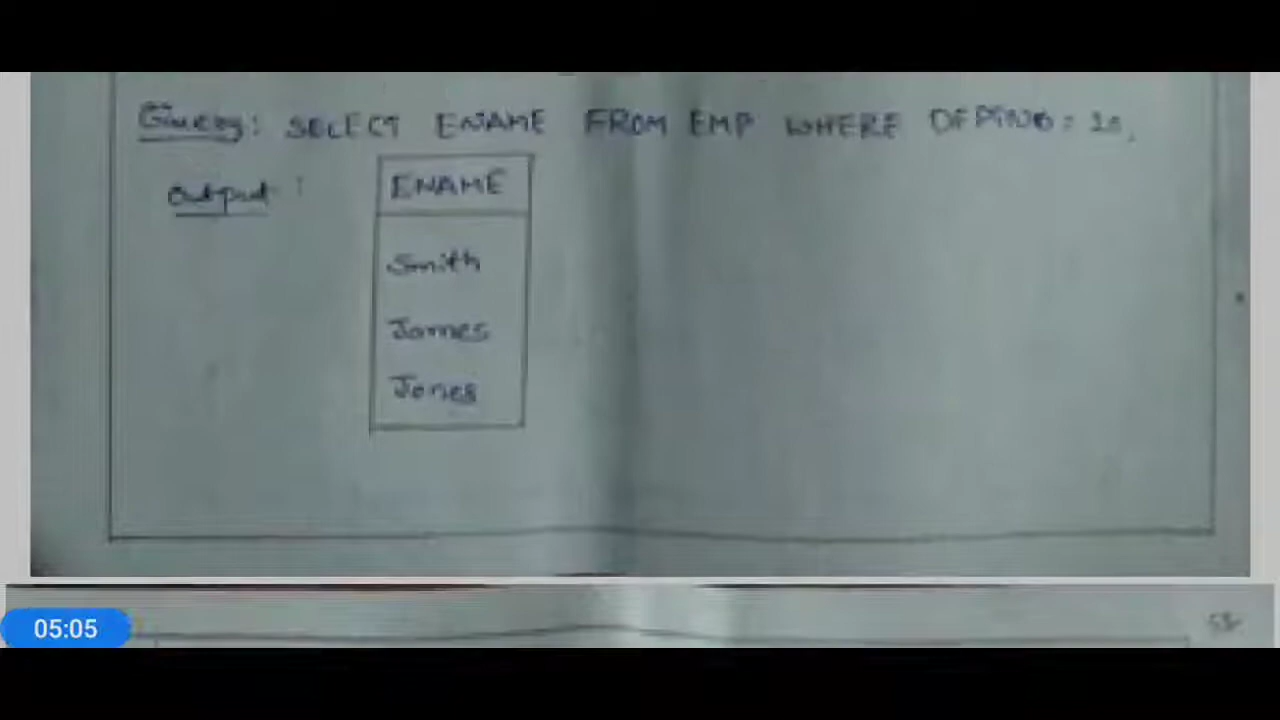 Query: SELECT ENAME FROM EMP WHERE DEPTNO = 10.
Output:
ENAME
Smith
James
Jones
05:05